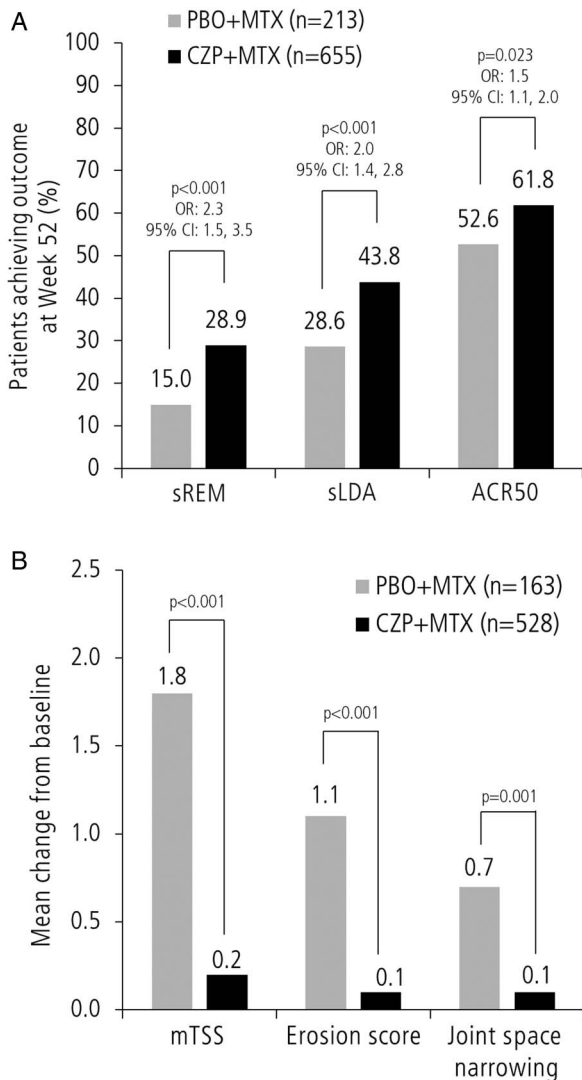 A
PBO+MTX (n=213)
CZP+MTX (n=655)
Patients achieving outcome
at Week 52 (%)
100
90
80
70
60
50
40
30
20
10
0
p<0.001
OR: 2.3
95% CI: 1.5, 3.5
15.0
28.9
p<0.001
OR: 2.0
95% CI: 1.4, 2.8
28.6
43.8
p=0.023
OR: 1.5
95% CI: 1.1, 2.0
52.6
61.8
sREM
sLDA
ACR50
B
PBO+MTX (n=163)
CZP+MTX (n=528)
Mean change from baseline
2.5
2.0
1.5
1.0
0.5
0.0
p<0.001
1.8
0.2
p<0.001
1.1
0.1
p=0.001
0.7
0.1
mTSS
Erosion score
Joint space
narrowing